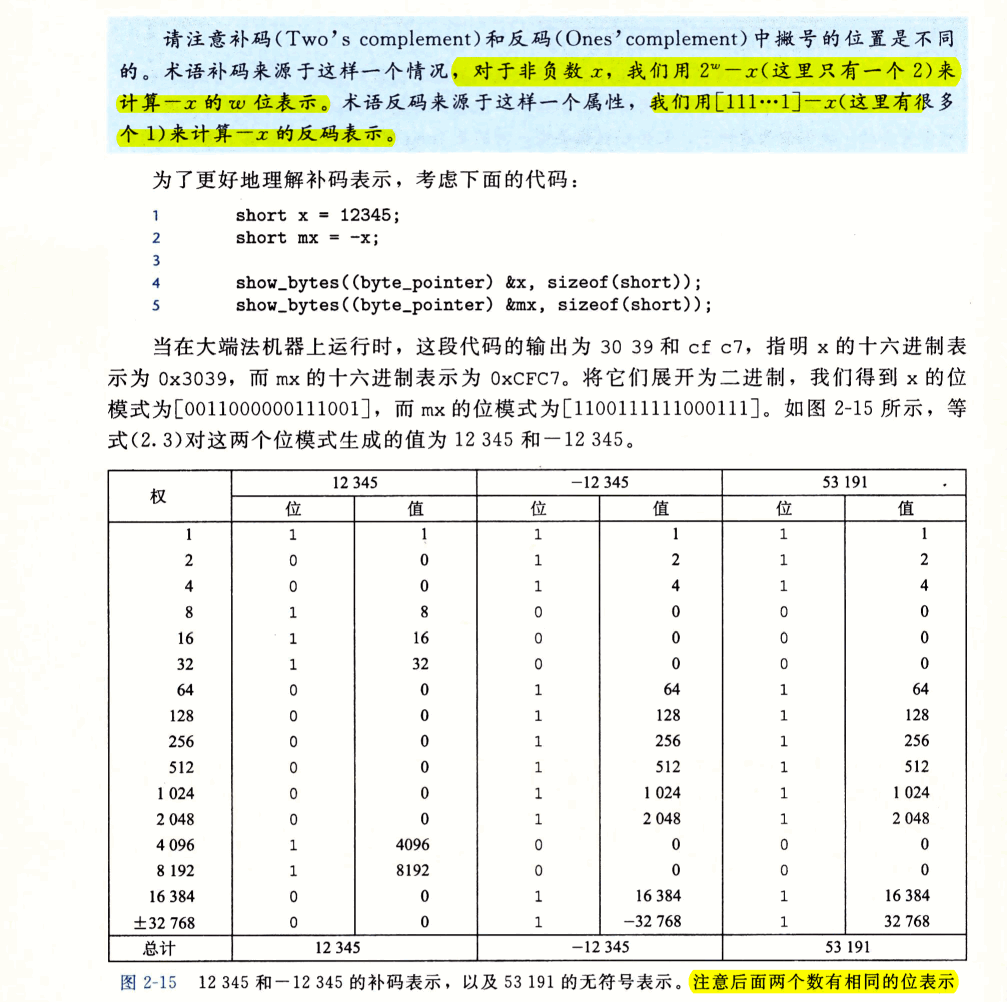 请注意补码(Two's complement)和反码(Ones'complement)中撇号的位置是不同
的。术语补码来源于这样一个情况，对于非负数 x，我们用 2ʷ－x(这里只有一个 2)来
计算－x 的 w 位表示。术语反码来源于这样一个属性，我们用[111…1]－x(这里有很多
个 1)来计算－x 的反码表示。
为了更好地理解补码表示，考虑下面的代码：
1 short x = 12345;
2 short mx = -x;
3
4 show_bytes((byte_pointer) &x, sizeof(short));
5 show_bytes((byte_pointer) &mx, sizeof(short));
当在大端法机器上运行时，这段代码的输出为 30 39 和 cf c7，指明 x 的十六进制表
示为 0x3039，而 mx 的十六进制表示为 0xCFC7。将它们展开为二进制，我们得到 x 的位
模式为[0011000000111001]，而 mx 的位模式为[1100111111000111]。如图 2-15 所示，等
式(2.3)对这两个位模式生成的值为 12 345 和－12 345。
权 12 345 －12 345 53 191
位 值 位 值 位 值
1 1 1 1 1 1 1
2 0 0 1 2 1 2
4 0 0 1 4 1 4
8 1 8 0 0 0 0
16 1 16 0 0 0 0
32 1 32 0 0 0 0
64 0 0 1 64 1 64
128 0 0 1 128 1 128
256 0 0 1 256 1 256
512 0 0 1 512 1 512
1 024 0 0 1 1 024 1 1 024
2 048 0 0 1 2 048 1 2 048
4 096 1 4096 0 0 0 0
8 192 1 8192 0 0 0 0
16 384 0 0 1 16 384 1 16 384
±32 768 0 0 1 －32 768 1 32 768
总计 12 345 －12 345 53 191
图 2-15 12 345 和－12 345 的补码表示，以及 53 191 的无符号表示。注意后面两个数有相同的位表示